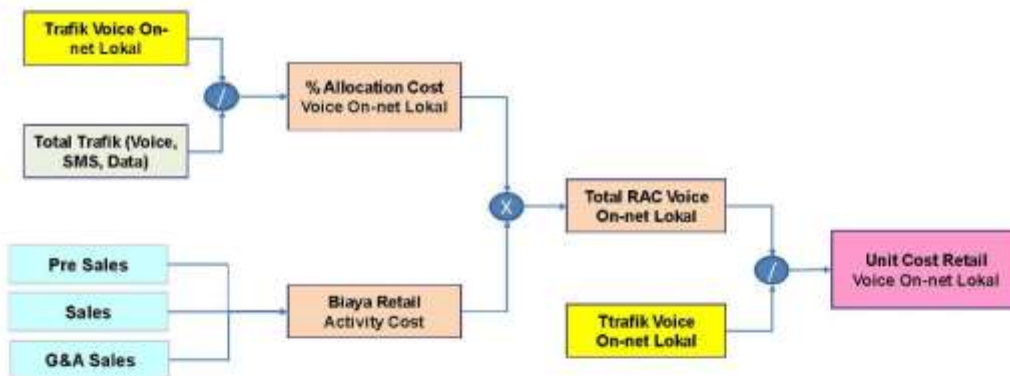 Trafik Voice On-
net Lokal
/
% Allocation Cost
Voice On-net Lokal
Total Trafik (Voice,
SMS, Data)
X
Total RAC Voice
On-net Lokal
/
Unit Cost Retail
Voice On-net Lokal
Pre Sales
Sales
G&A Sales
Biaya Retail
Activity Cost
Ttrafik Voice
On-net Lokal